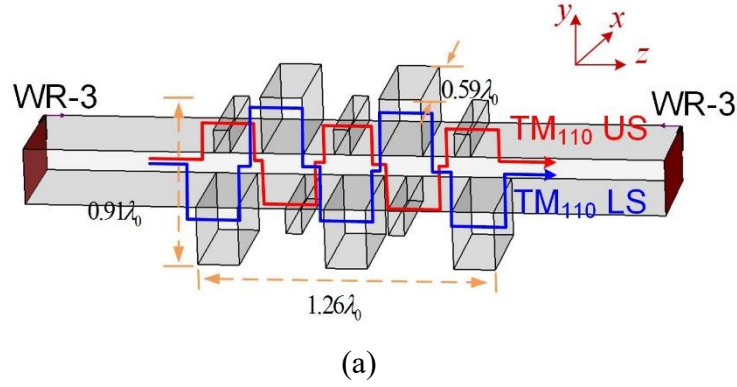 y
x
z
WR-3
0.59λ₀
WR-3
TM₁₁₀ US
TM₁₁₀ LS
0.91λ₀
1.26λ₀
(a)